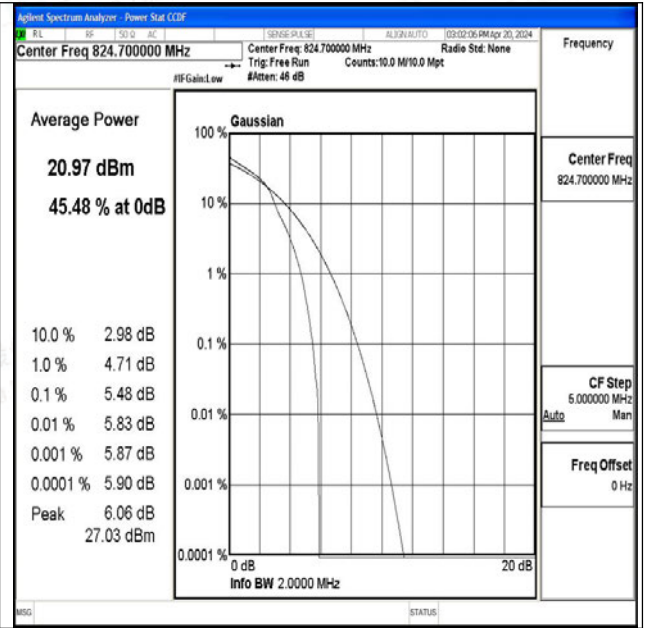 Agilent Spectrum Analyzer - Power Stat CCDF
RL RF 50 Ω AC SENSE:PULSE ALIGNAUTO 03:02:06 PM Apr 20, 2024
Center Freq 824.700000 MHz
Center Freq: 824.700000 MHz Radio Std: None
Trig: Free Run Counts:10.0 M/10.0 Mpt
#IFGain:Low #Atten: 46 dB
Frequency
Average Power
20.97 dBm
45.48 % at 0dB
10.0 % 2.98 dB
1.0 % 4.71 dB
0.1 % 5.48 dB
0.01 % 5.83 dB
0.001 % 5.87 dB
0.0001 % 5.90 dB
Peak 6.06 dB
27.03 dBm
Gaussian
100 %
10 %
1 %
0.1 %
0.01 %
0.001 %
0.0001 %
0 dB 20 dB
Info BW 2.0000 MHz
Center Freq
824.700000 MHz
CF Step
5.000000 MHz
Auto Man
Freq Offset
0 Hz
MSG STATUS